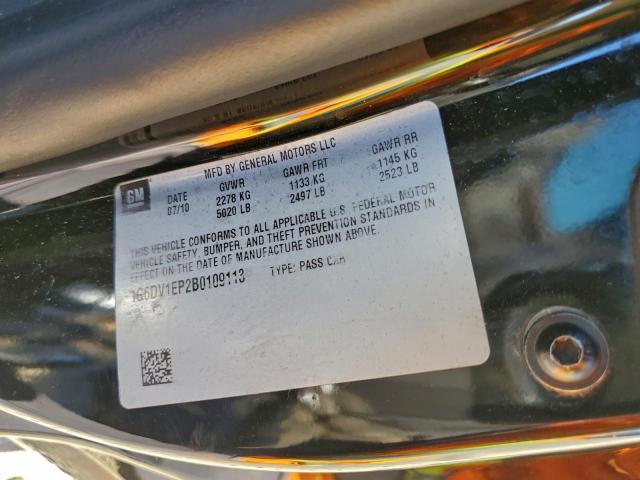 MFD BY GENERAL MOTORS LLC
GM DATE GVWR GAWR FRT GAWR RR
07/10 2278 KG 1133 KG 1145 KG
5020 LB 2497 LB 2523 LB
THIS VEHICLE CONFORMS TO ALL APPLICABLE U.S. FEDERAL MOTOR
VEHICLE SAFETY, BUMPER, AND THEFT PREVENTION STANDARDS IN
EFFECT ON THE DATE OF MANUFACTURE SHOWN ABOVE.
1G6DV1EP2B0109113 TYPE: PASS CAR